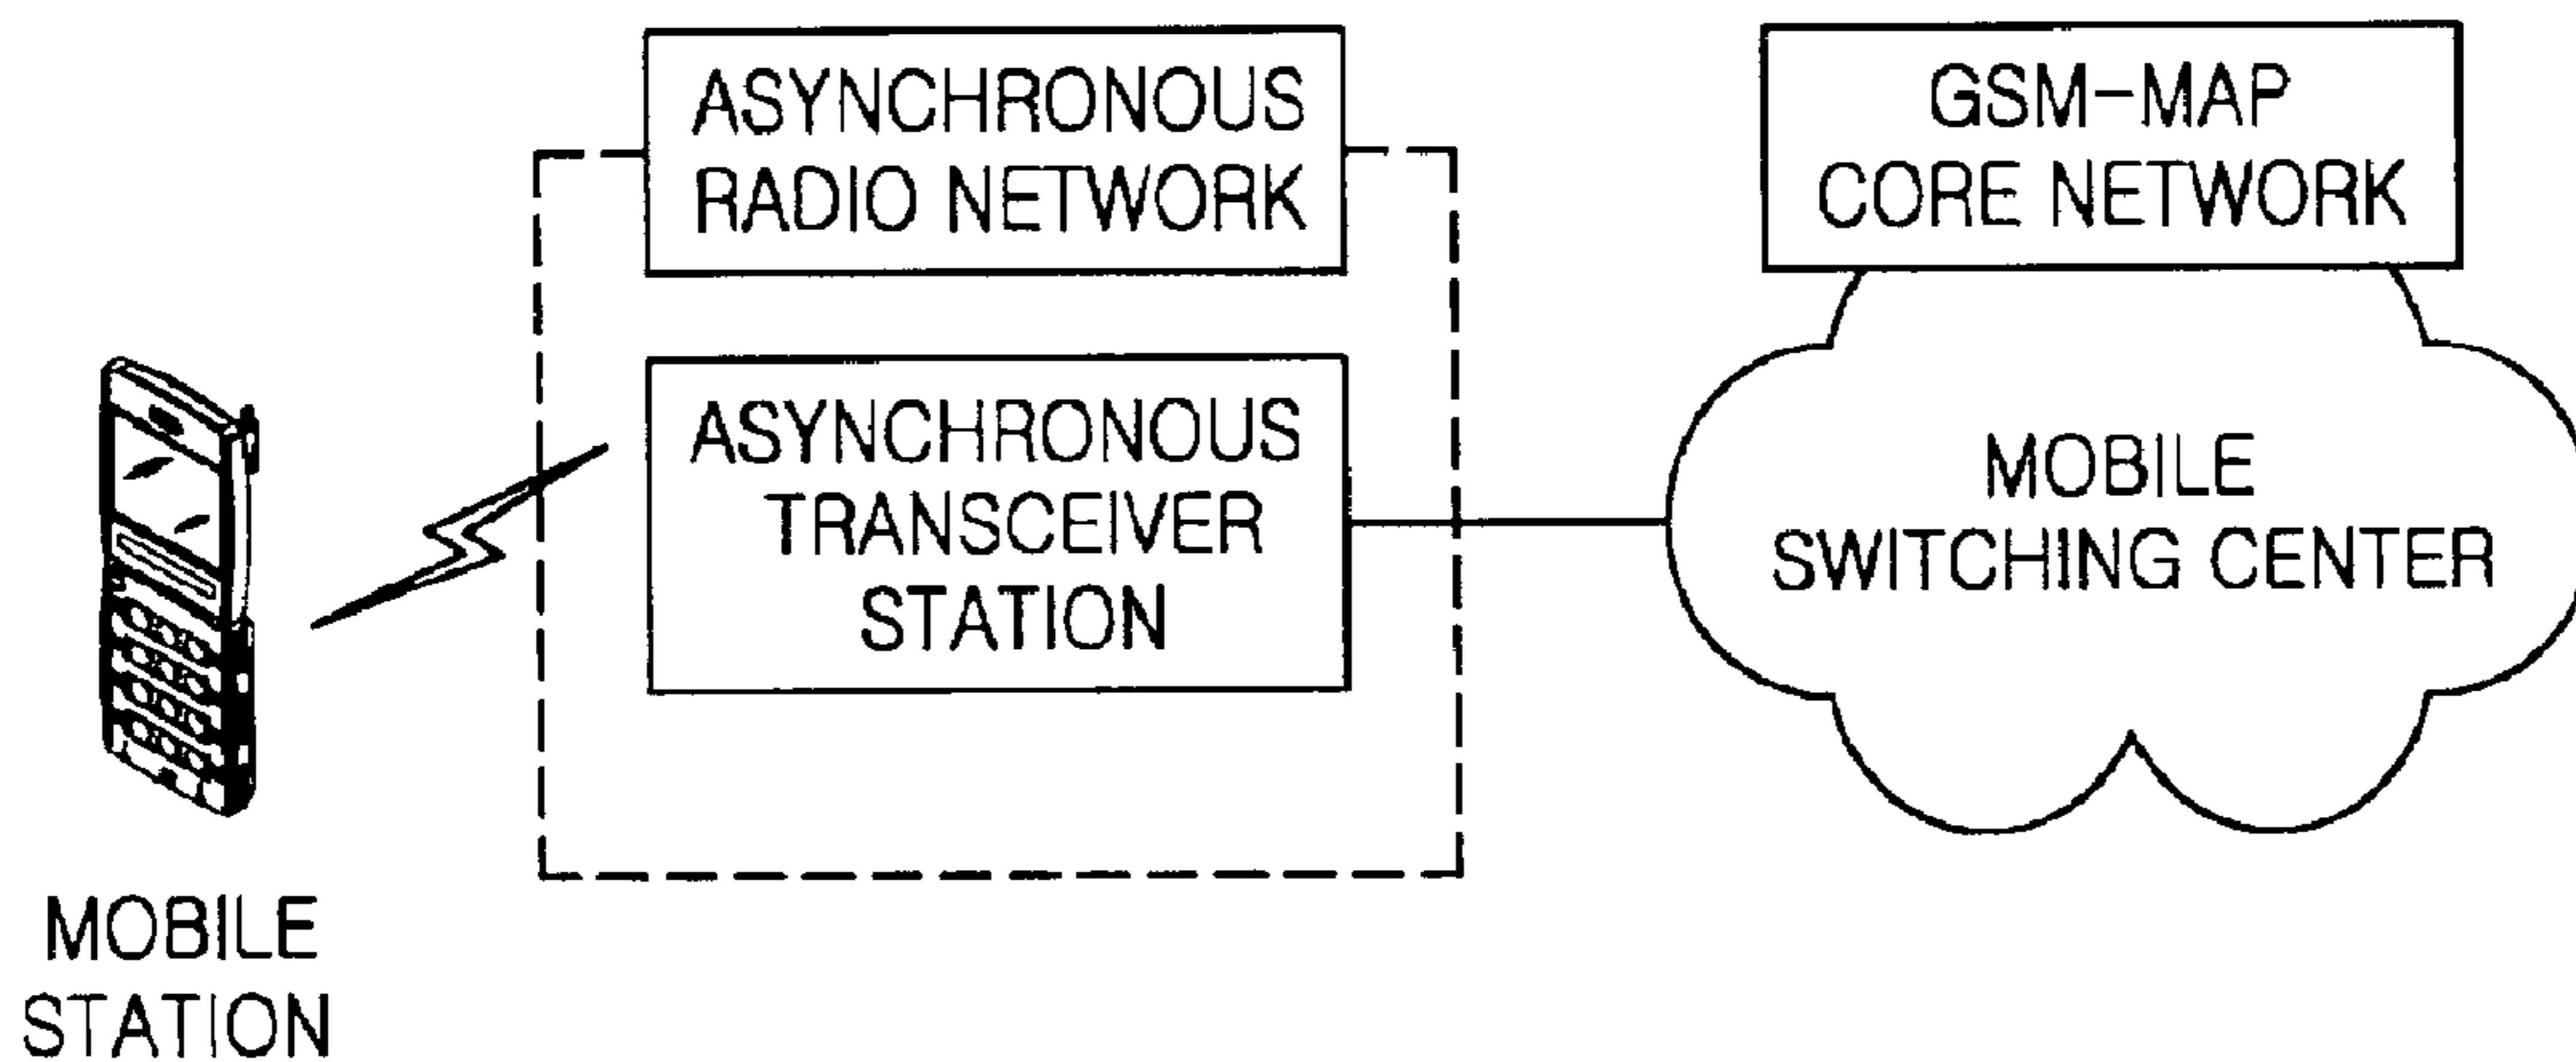 ASYNCHRONOUS
RADIO NETWORK
GSM-MAP
CORE NETWORK
ASYNCHRONOUS
TRANSCEIVER
STATION
MOBILE
SWITCHING CENTER
MOBILE
STATION